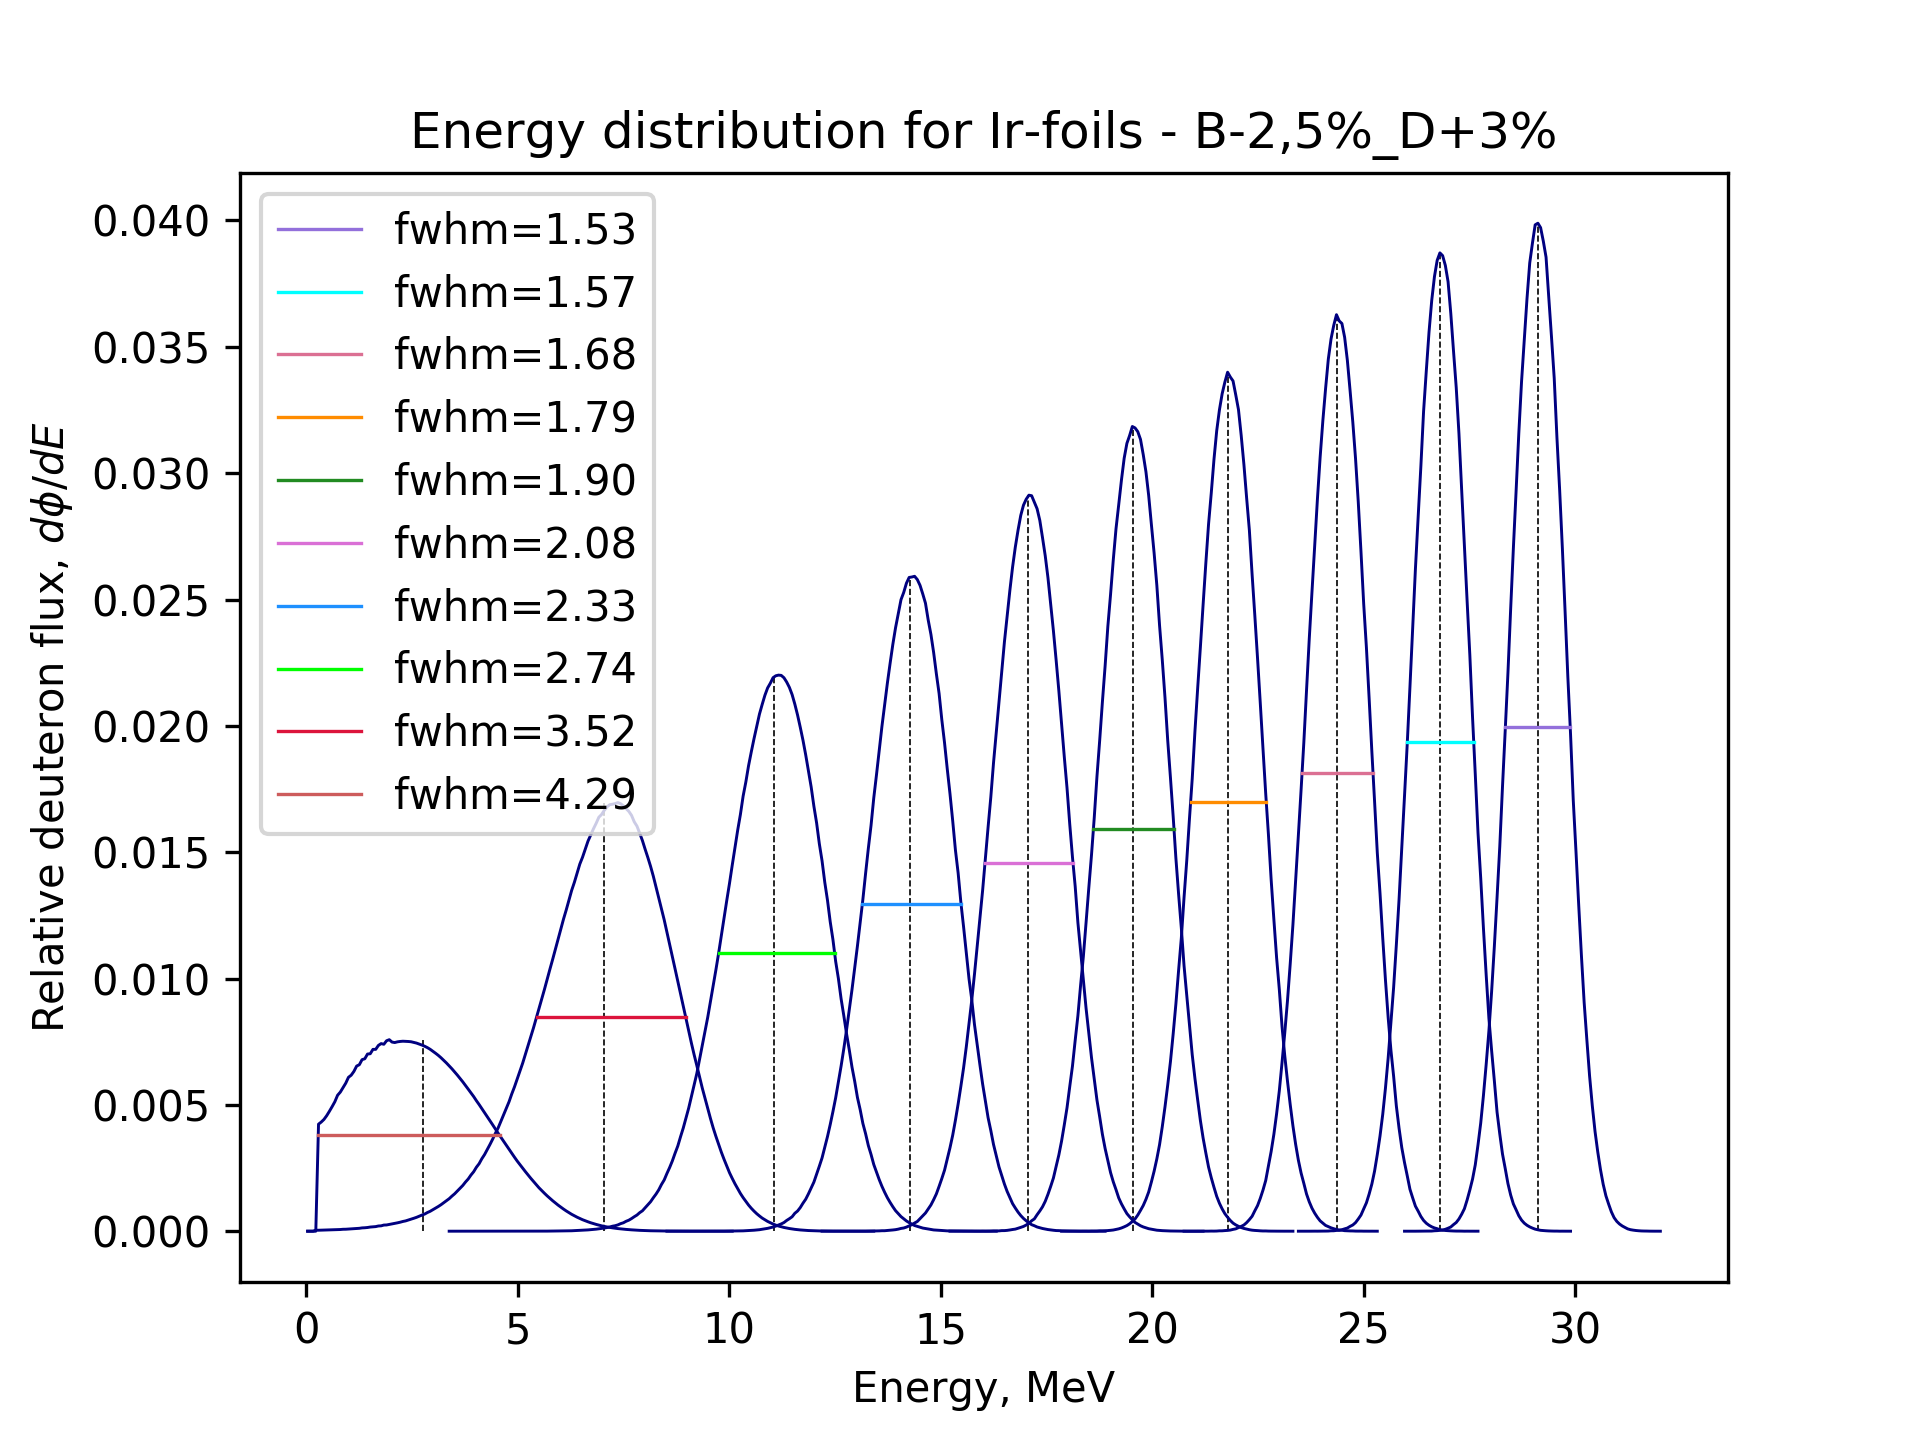 Energy distribution for Ir-foils - B-2,5%_D+3%
fwhm=1.53
fwhm=1.57
fwhm=1.68
fwhm=1.79
fwhm=1.90
fwhm=2.08
fwhm=2.33
fwhm=2.74
fwhm=3.52
fwhm=4.29
0.040
0.035
0.030
0.025
0.020
0.015
0.010
0.005
0.000
Relative deuteron flux, dϕ/dE
0 5 10 15 20 25 30
Energy, MeV